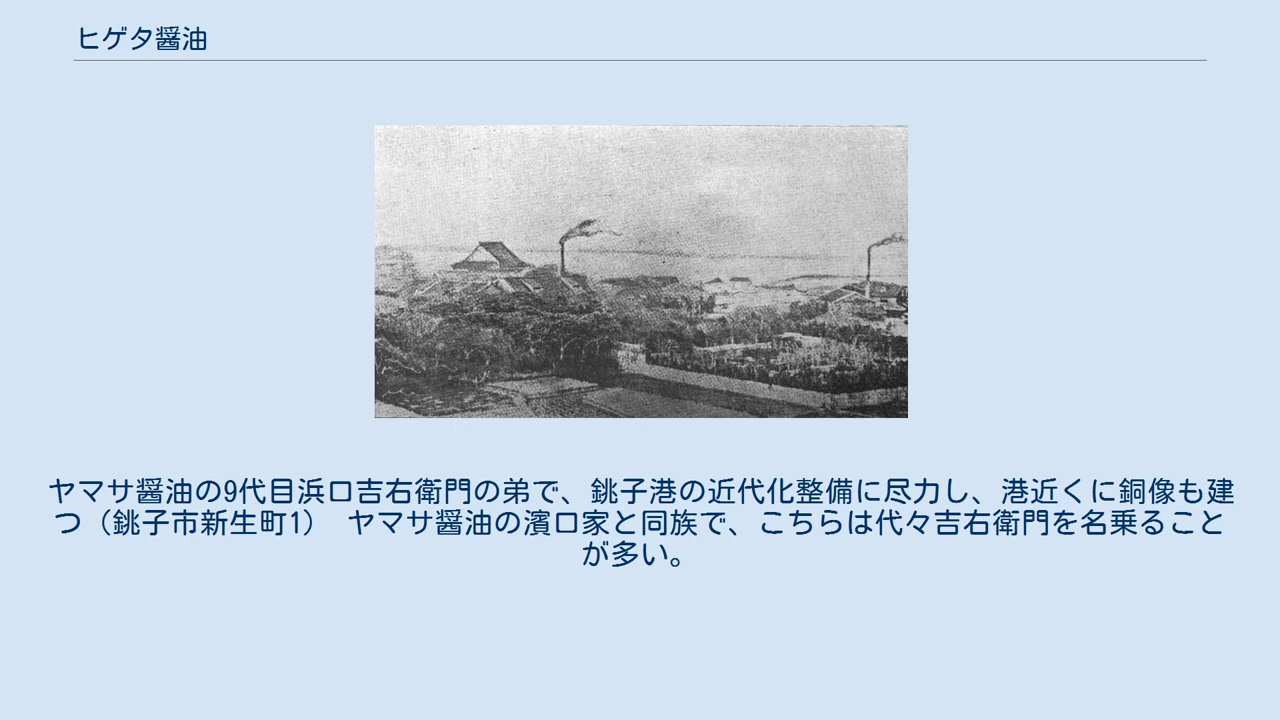 ヒゲタ醤油
ヤマサ醤油の9代目浜口吉右衛門の弟で、銚子港の近代化整備に尽力し、港近くに銅像も建
つ（銚子市新生町1）　ヤマサ醤油の濱口家と同族で、こちらは代々吉右衛門を名乗ること
が多い。